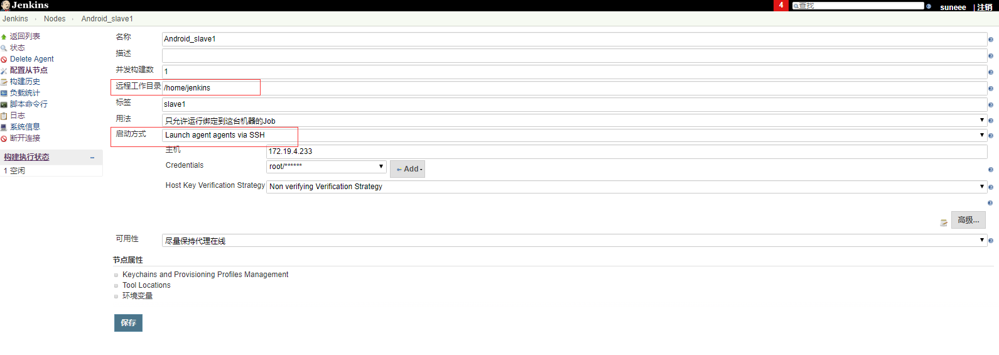 Jenkins
4
查找
suneee
| 注销
Jenkins
Nodes
Android_slave1
返回列表
状态
Delete Agent
配置从节点
构建历史
负载统计
脚本命令行
日志
系统信息
断开连接
构建执行状态
1 空闲
名称
Android_slave1
描述
并发构建数
1
远程工作目录
/home/jenkins
标签
slave1
用法
只允许运行绑定到这台机器的Job
启动方式
Launch agent agents via SSH
主机
172.19.4.233
Credentials
root/******
Add
Host Key Verification Strategy
Non verifying Verification Strategy
高级...
可用性
尽量保持代理在线
节点属性
Keychains and Provisioning Profiles Management
Tool Locations
环境变量
保存